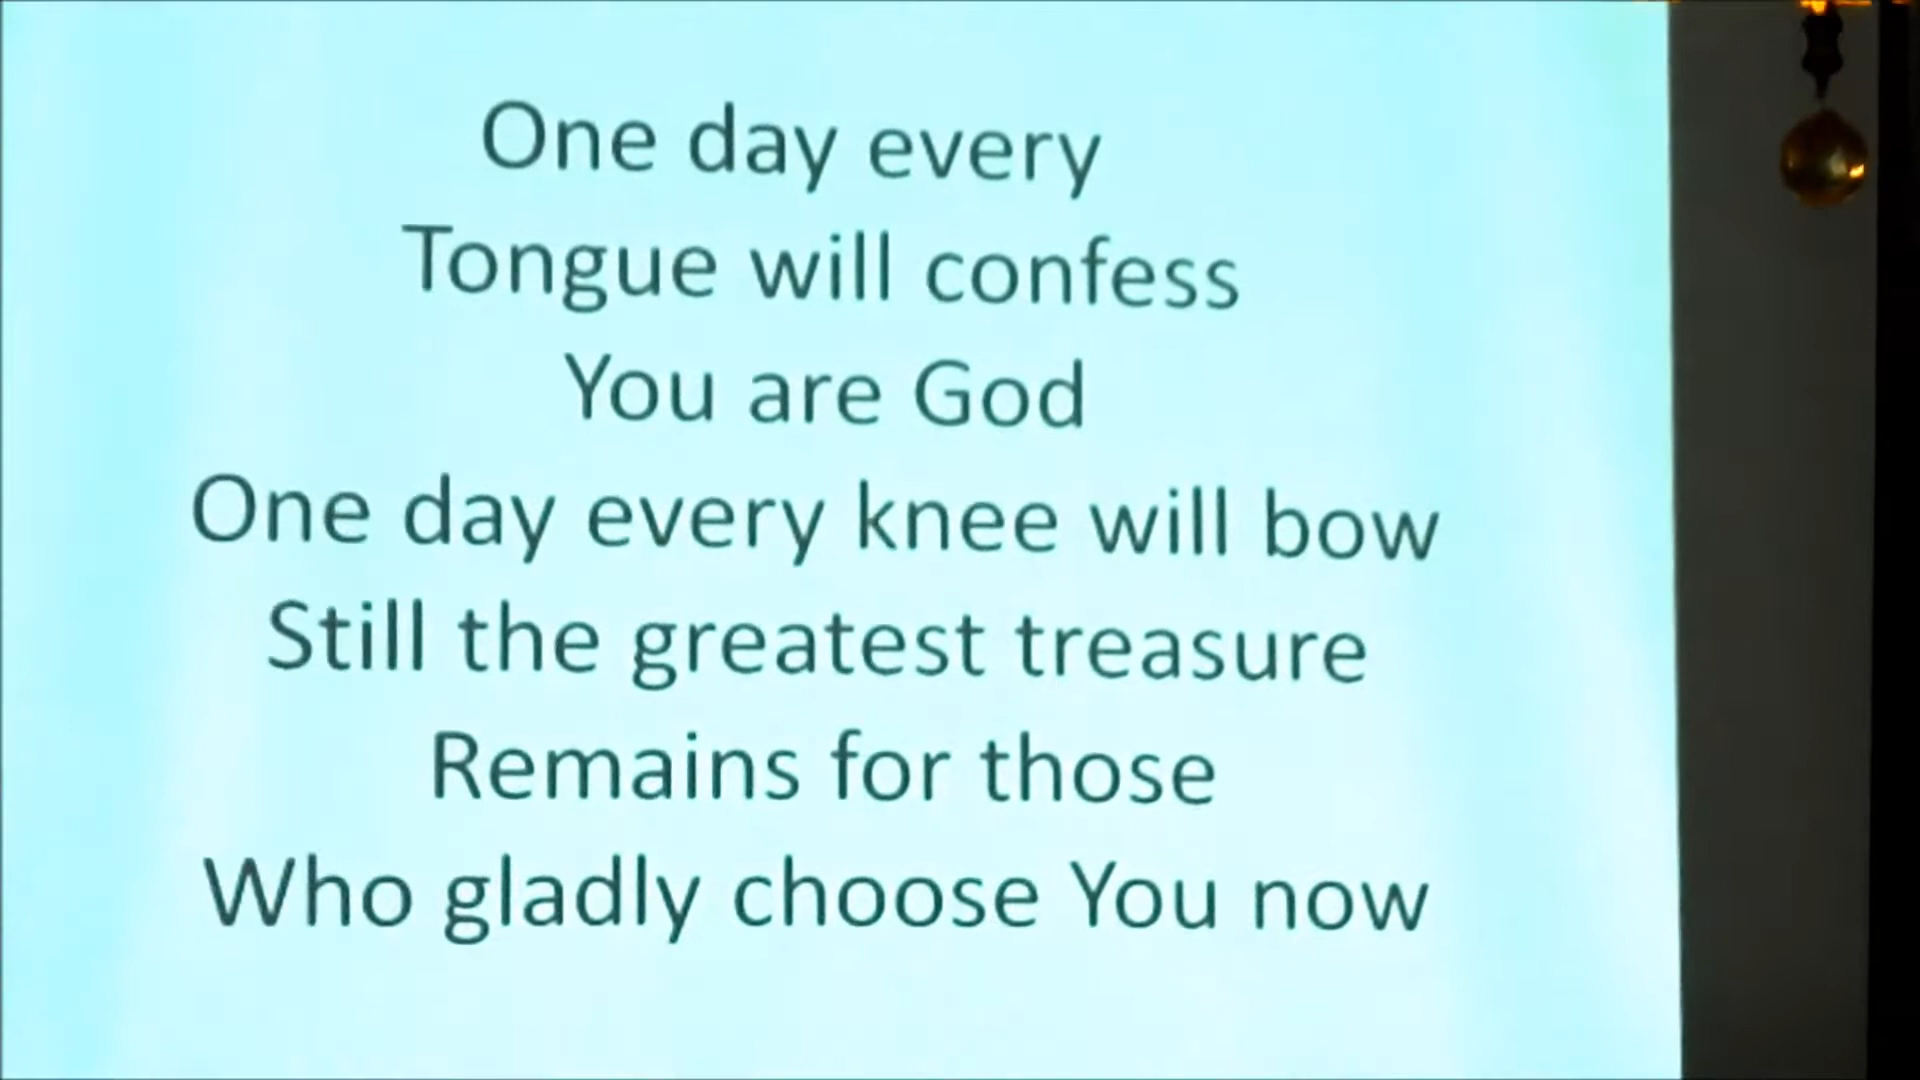 One day every
Tongue will confess
You are God
One day every knee will bow
Still the greatest treasure
Remains for those
Who gladly choose You now